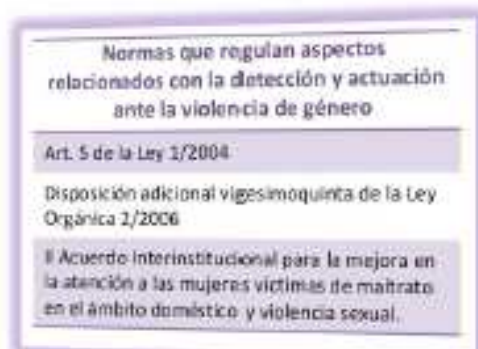 Normas que regulan aspectos
relacionados con la detección y actuación
ante la violencia de género
Art. 5 de la Ley 1/2004
Disposición adicional vigesimoquinta de la Ley
Orgánica 2/2006
II Acuerdo Interinstitucional para la mejora en
la atención a las mujeres víctimas de maltrato
en el ámbito doméstico y violencia sexual.